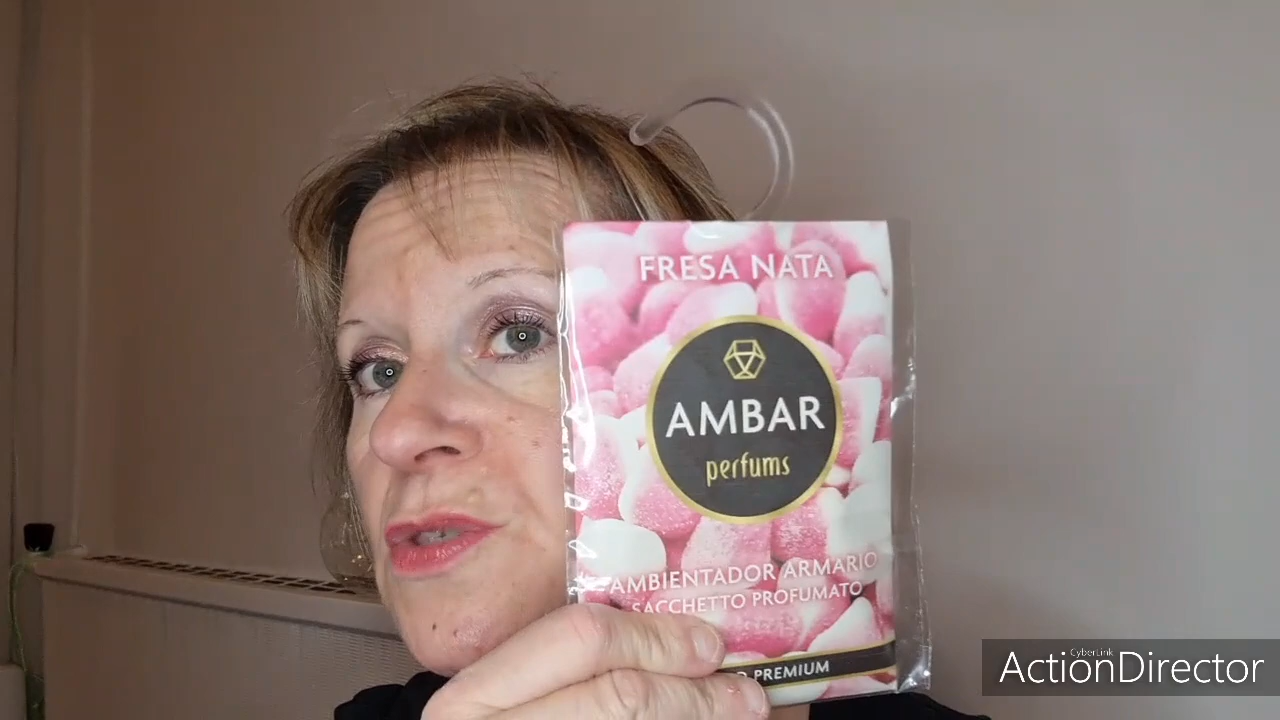 FRESA NATA
AMBAR
perfums
AMBIENTADOR ARMARIO
SACCHETTO PROFUMATO
PREMIUM
CyberLink
ActionDirector